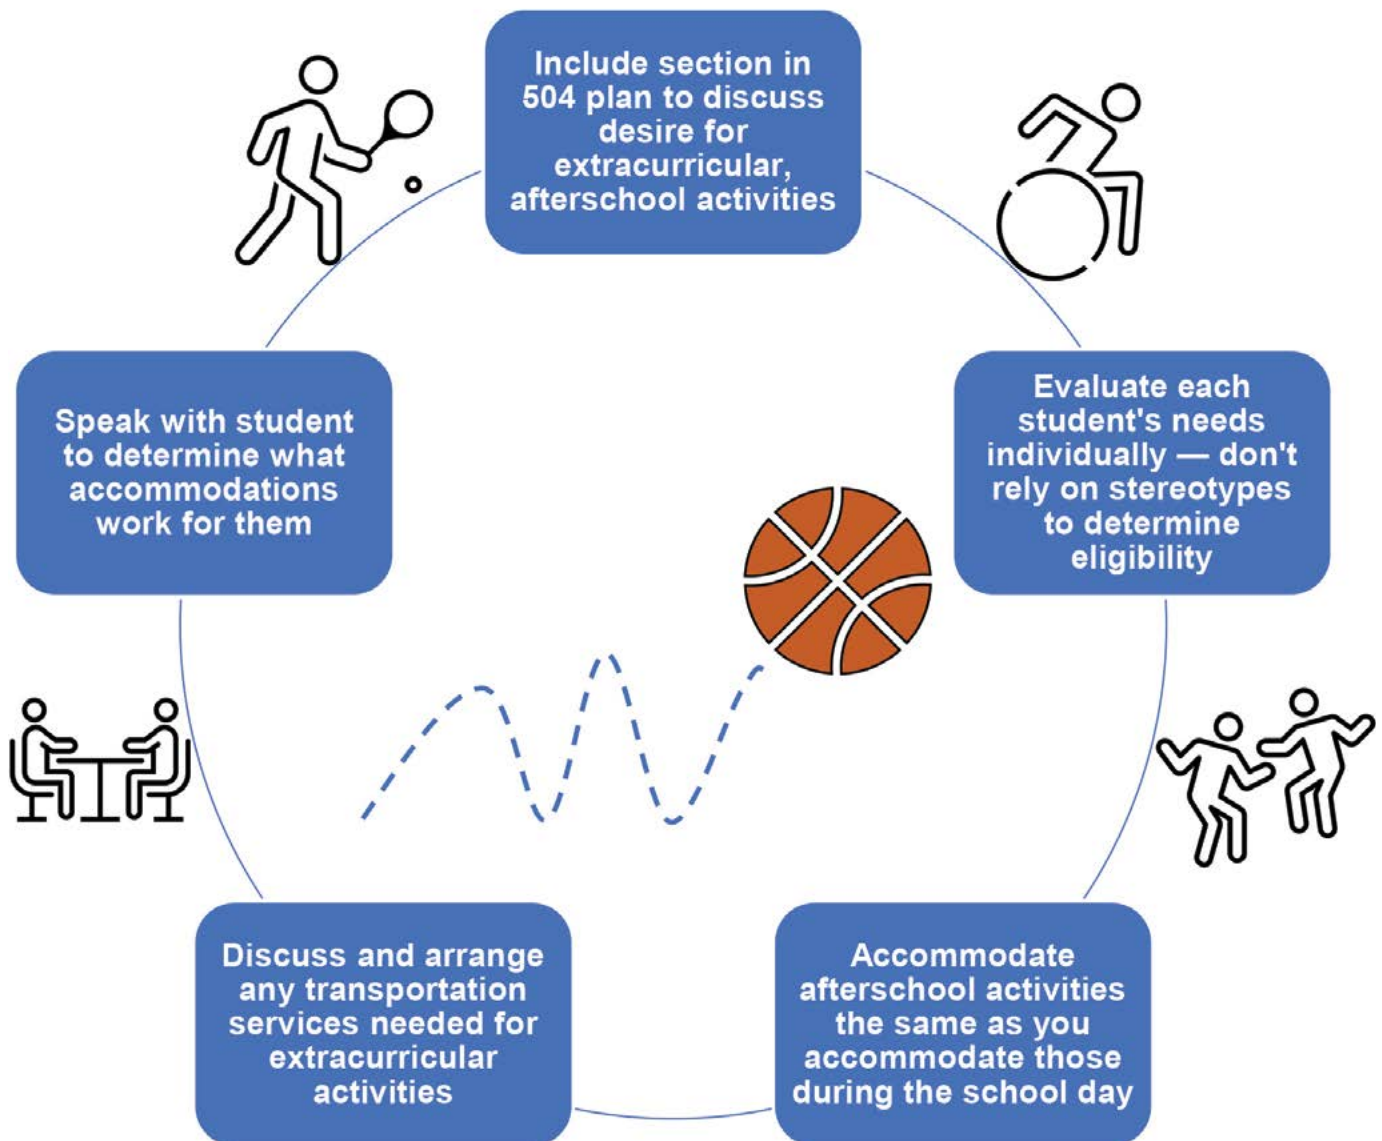 Include section in
504 plan to discuss
desire for
extracurricular,
afterschool activities
Evaluate each
student's needs
individually — don't
rely on stereotypes
to determine
eligibility
Accommodate
afterschool activities
the same as you
accommodate those
during the school day
Discuss and arrange
any transportation
services needed for
extracurricular
activities
Speak with student
to determine what
accommodations
work for them